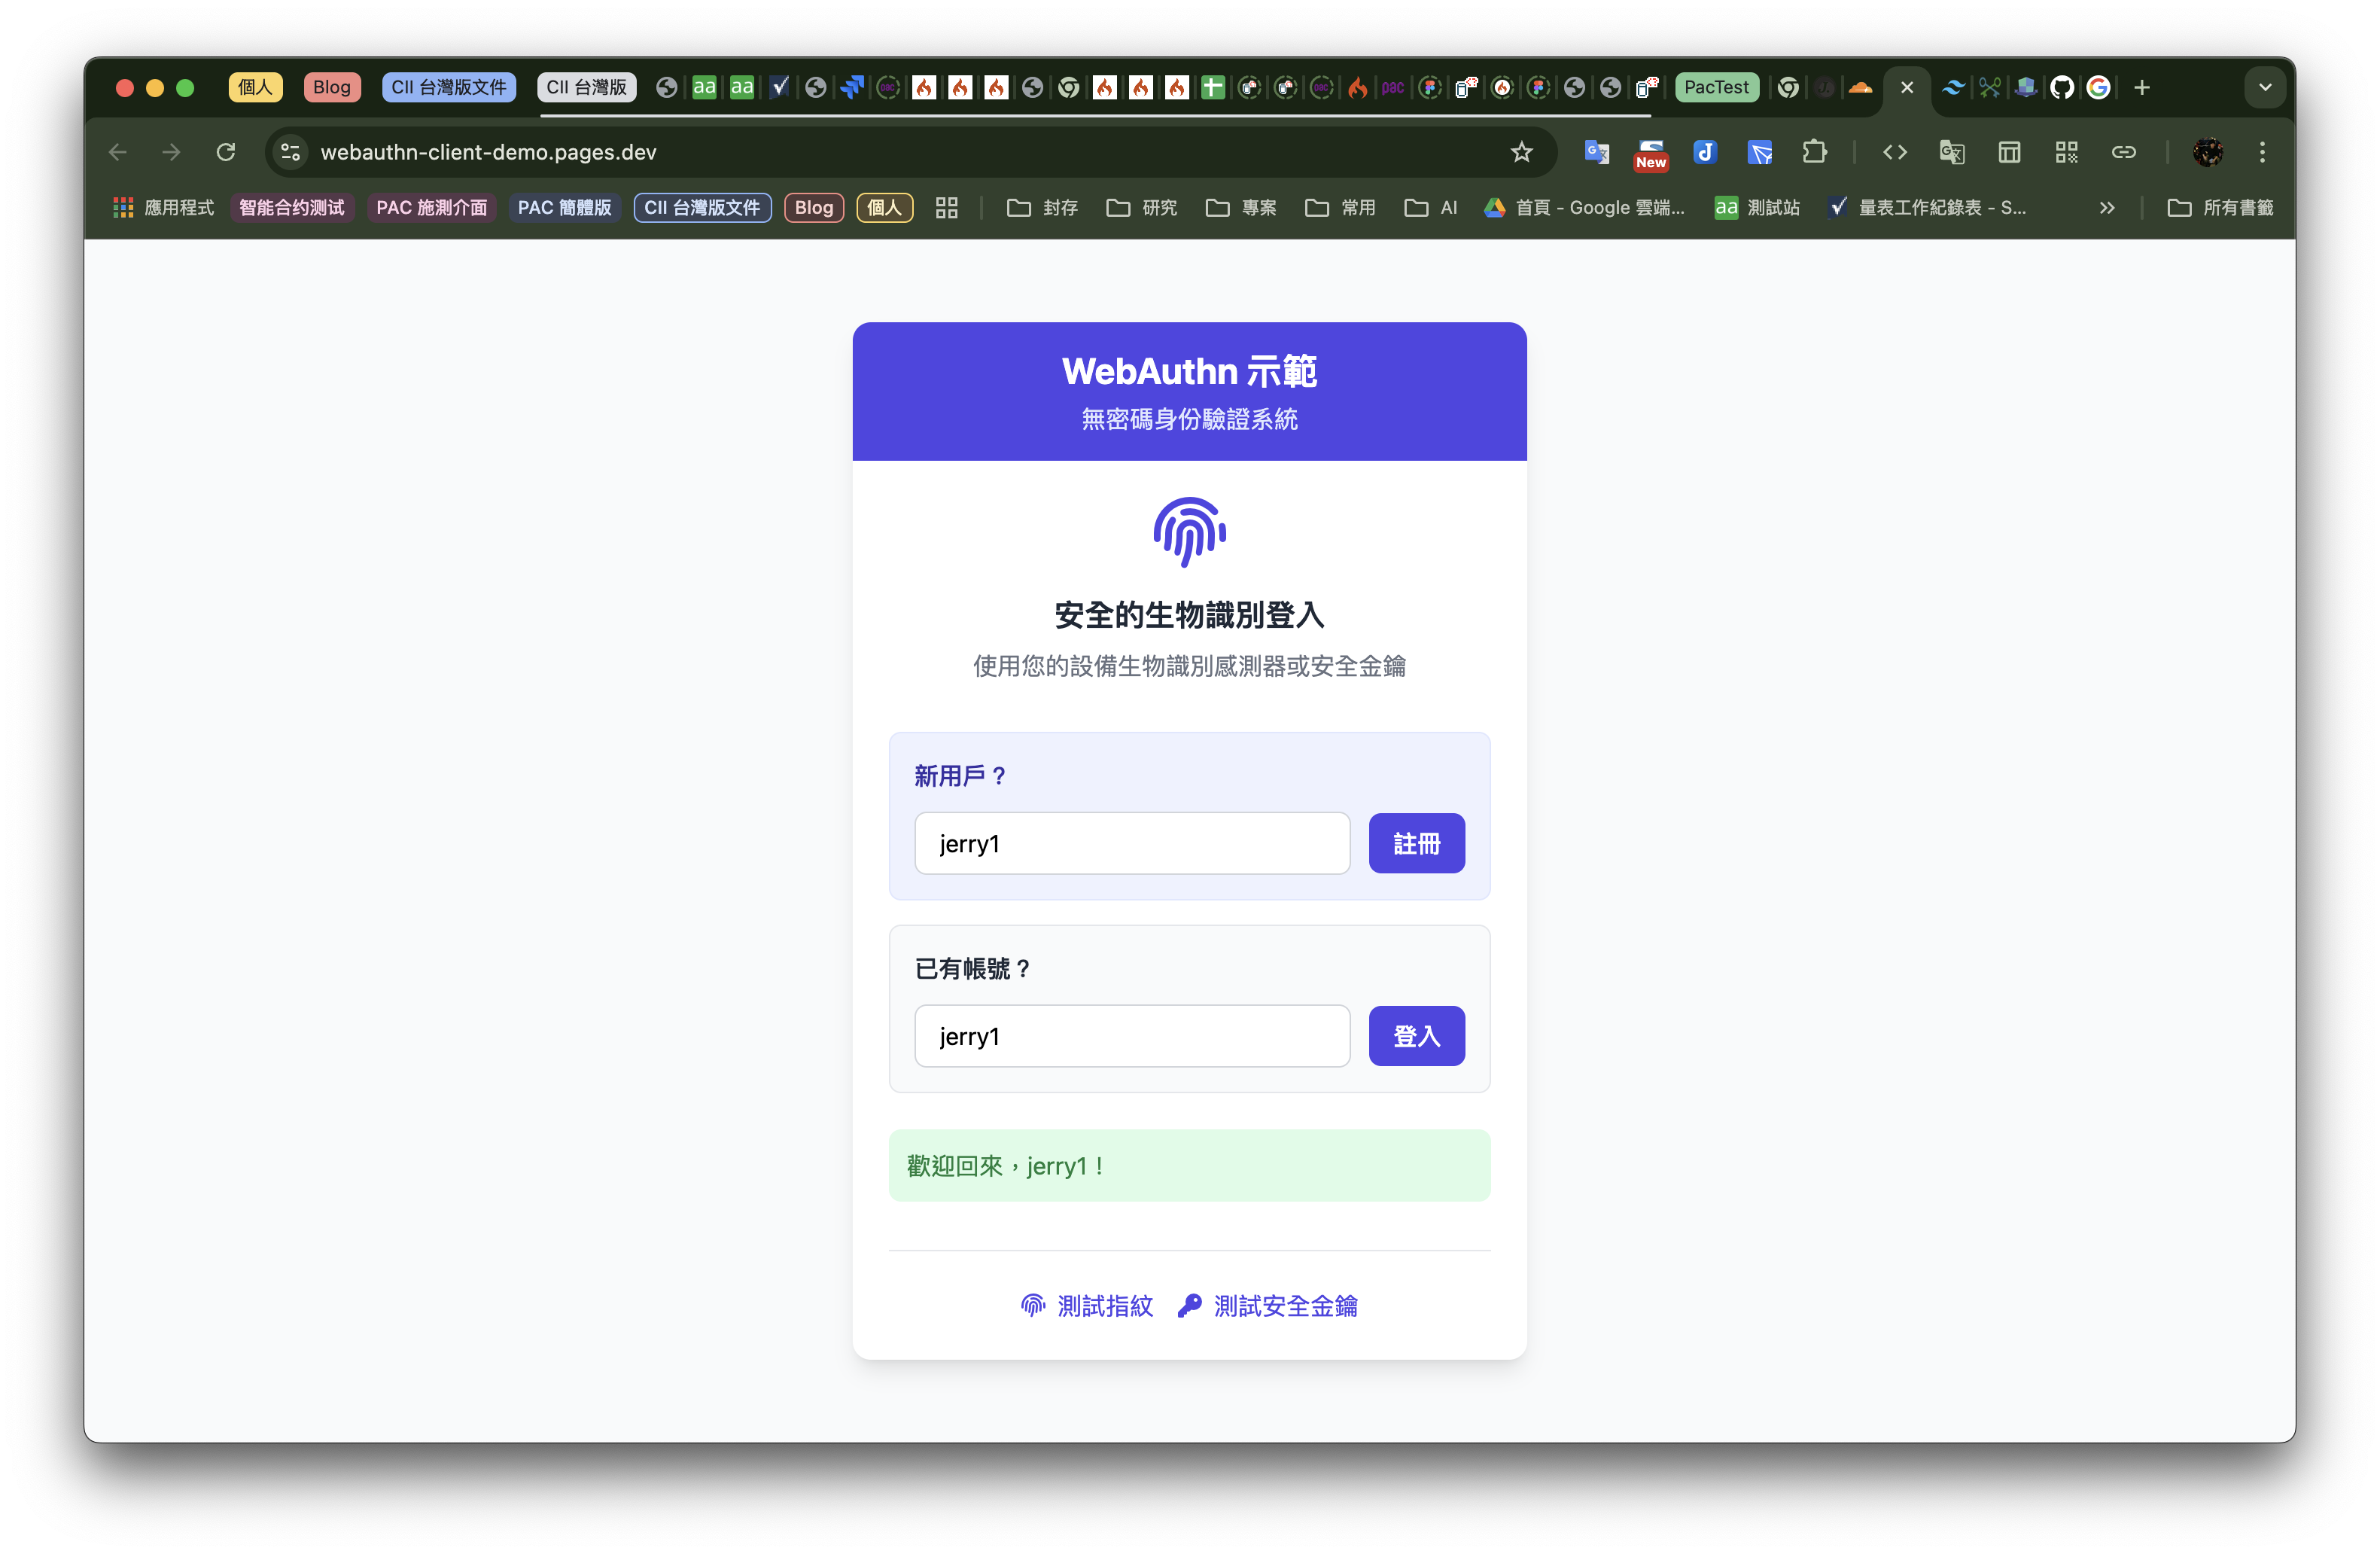 個人 Blog CII 台灣版文件 CII 台灣版 aa aa PAC PAC pac PacTest
webauthn-client-demo.pages.dev New
應用程式 智能合约测试 PAC 施測介面 PAC 簡體版 CII 台灣版文件 Blog 個人 封存 研究 專案 常用 AI 首頁 - Google 雲端... aa 測試站 量表工作紀錄表 - S... 所有書籤
WebAuthn 示範
無密碼身份驗證系統
安全的生物識別登入
使用您的設備生物識別感測器或安全金鑰
新用戶？
jerry1 註冊
已有帳號？
jerry1 登入
歡迎回來，jerry1！
測試指紋 測試安全金鑰